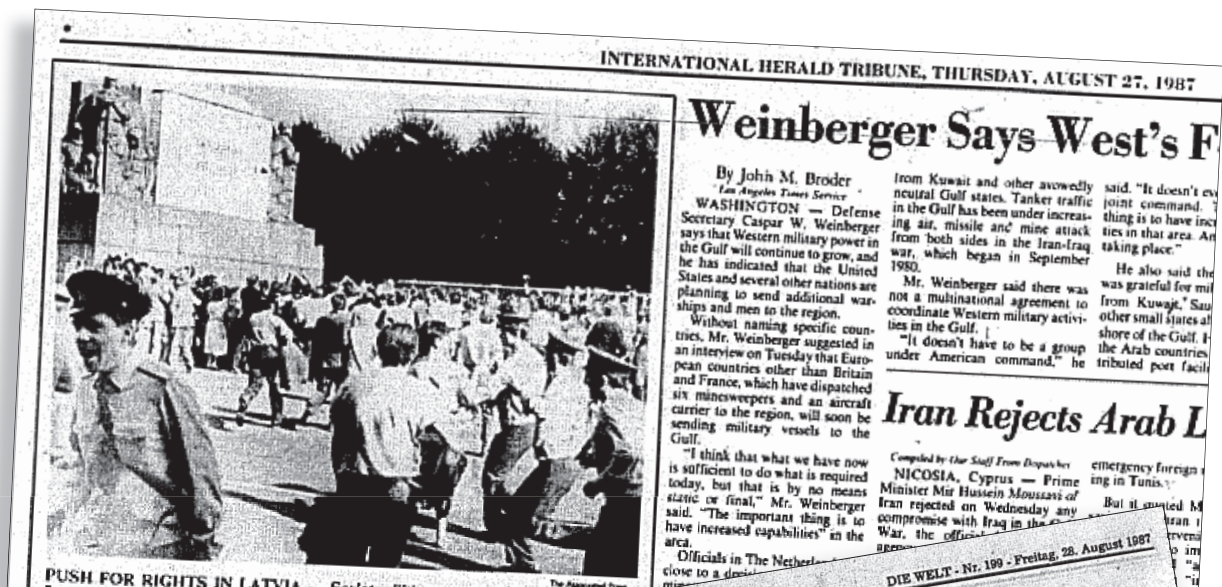 INTERNATIONAL HERALD TRIBUNE, THURSDAY, AUGUST 27, 1987
Weinberger Says West's F
By John M. Broder
Los Angeles Times Service
WASHINGTON — Defense
Secretary Caspar W. Weinberger
says that Western military power in
the Gulf will continue to grow, and
he has indicated that the United
States and several other nations are
planning to send additional war-
ships and men to the region.
Without naming specific coun-
tries, Mr. Weinberger suggested in
an interview on Tuesday that Euro-
pean countries other than Britain
and France, which have dispatched
six minesweepers and an aircraft
carrier to the region, will soon be
sending military vessels to the
Gulf.
"I think that what we have now
is sufficient to do what is required
today, but that is by no means
static or final," Mr. Weinberger
said. "The important thing is to
have increased capabilities" in the
area.
Officials in The
close to a
from Kuwait and other avowedly
neutral Gulf states. Tanker traffic
in the Gulf has been under increas-
ing air, missile and mine attack
from both sides in the Iran-Iraq
war, which began in September
1980.
Mr. Weinberger said there was
not a multinational agreement to
coordinate Western military activi-
ties in the Gulf.
"It doesn't have to be a group
under American command," he
said. "It doesn't ev
joint command.
thing is to have inc
ties in that area. An
taking place."
He also said the
was grateful for mil
from Kuwait, Sau
other small states al
shore of the Gulf.
the Arab countries
tributed port facili
Iran Rejects Arab L
Compiled by Our Staff From Dispatches
NICOSIA, Cyprus — Prime
Minister Mir Hussein Moussavi of
Iran rejected on Wednesday any
compromise with Iraq in the
War, the
emergency foreign
ing in Tunis.
But it quoted M
PUSH FOR RIGHTS IN LATVIA
The Associated Press
DIE WELT - Nr. 199 - Freitag, 28. August 1987